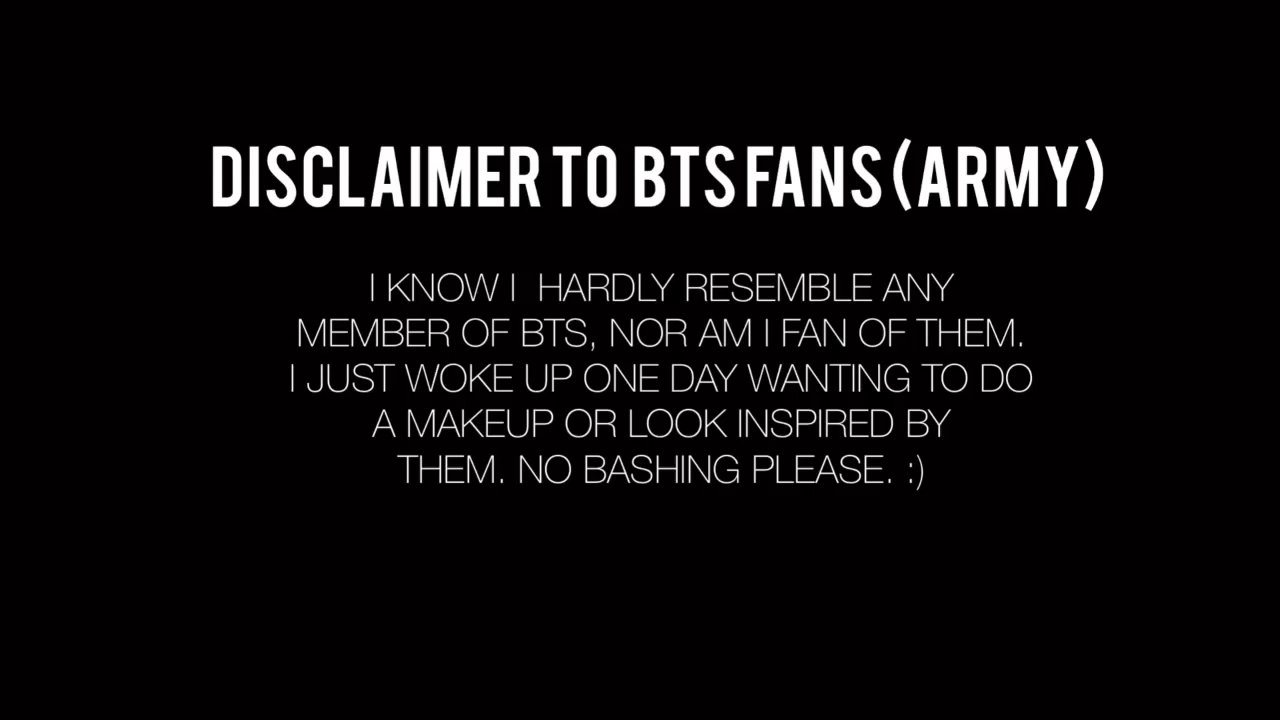 DISCLAIMER TO BTS FANS (ARMY)
I KNOW I HARDLY RESEMBLE ANY
MEMBER OF BTS, NOR AM I FAN OF THEM.
I JUST WOKE UP ONE DAY WANTING TO DO
A MAKEUP OR LOOK INSPIRED BY
THEM. NO BASHING PLEASE. :)